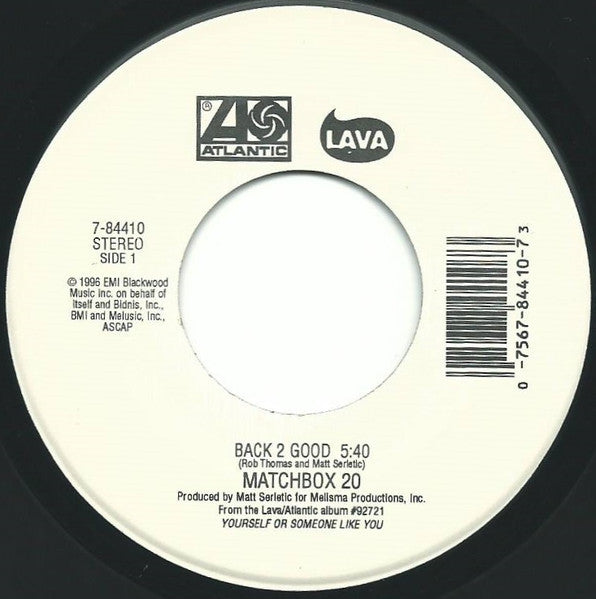 ®
ATLANTIC
LAVA
7-84410
STEREO
SIDE 1
© 1996 EMI Blackwood
Music Inc. on behalf of
Itself and Bidnis, Inc.,
BMI and Melusic, Inc.,
ASCAP
0 -7567-84410-7 3
BACK 2 GOOD 5:40
(Rob Thomas and Matt Serletic)
MATCHBOX 20
Produced by Matt Serletic for Melisma Productions, Inc.
From the Lava/Atlantic album #92721
YOURSELF OR SOMEONE LIKE YOU